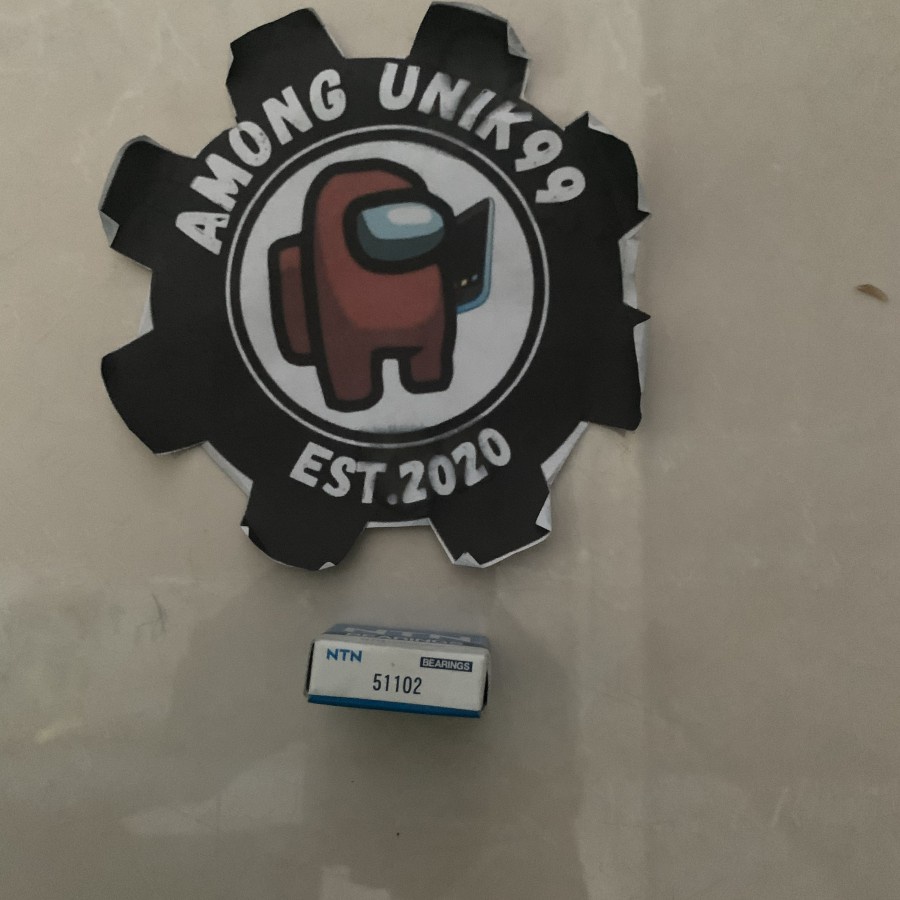 AMONG UNIK99
EST.2020
NTN
BEARINGS
51102